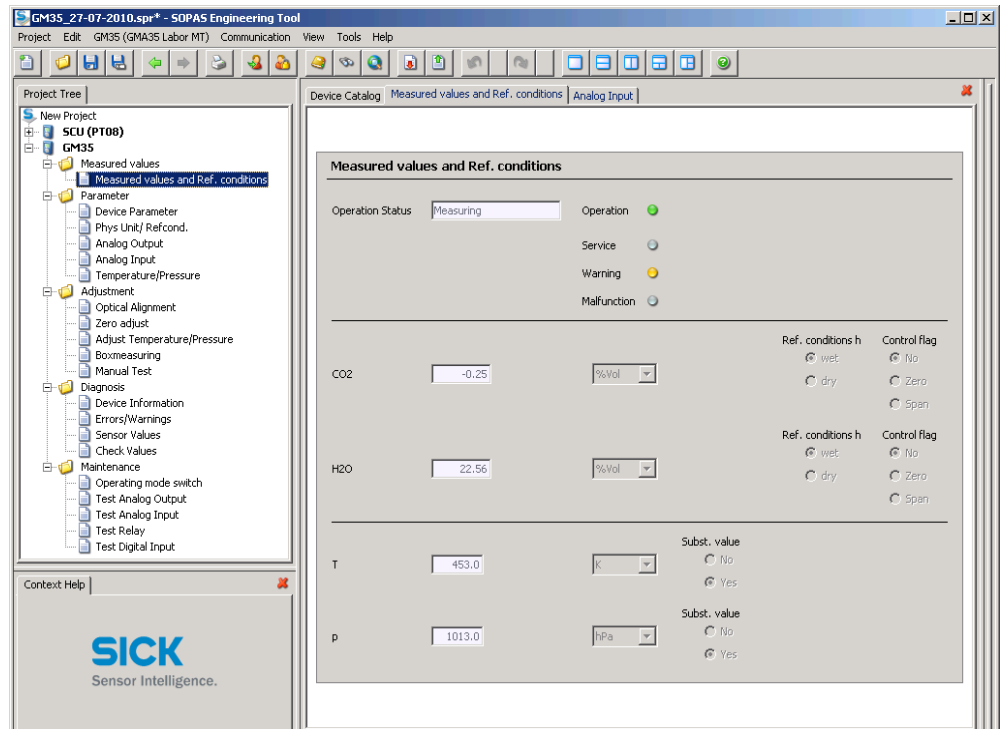 GM35_27-07-2010.spr* - SOPAS Engineering Tool
Project Edit GM35 (GMA35 Labor MT) Communication View Tools Help
Project Tree
New Project
SCU (PT08)
GM35
Measured values
Measured values and Ref. conditions
Parameter
Device Parameter
Phys Unit/ Refcond.
Analog Output
Analog Input
Temperature/Pressure
Adjustment
Optical Alignment
Zero adjust
Adjust Temperature/Pressure
Boxmeasuring
Manual Test
Diagnosis
Device Information
Errors/Warnings
Sensor Values
Check Values
Maintenance
Operating mode switch
Test Analog Output
Test Analog Input
Test Relay
Test Digital Input
Context Help
SICK
Sensor Intelligence.
Device Catalog Measured values and Ref. conditions Analog Input
Measured values and Ref. conditions
Operation Status Measuring Operation
Service
Warning
Malfunction
Ref. conditions h Control flag
wet No
CO2 -0.25 %Vol dry Zero
Span
Ref. conditions h Control flag
wet No
H2O 22.56 %Vol dry Zero
Span
Subst. value
No
T 453.0 K
Yes
Subst. value
No
p 1013.0 hPa
Yes